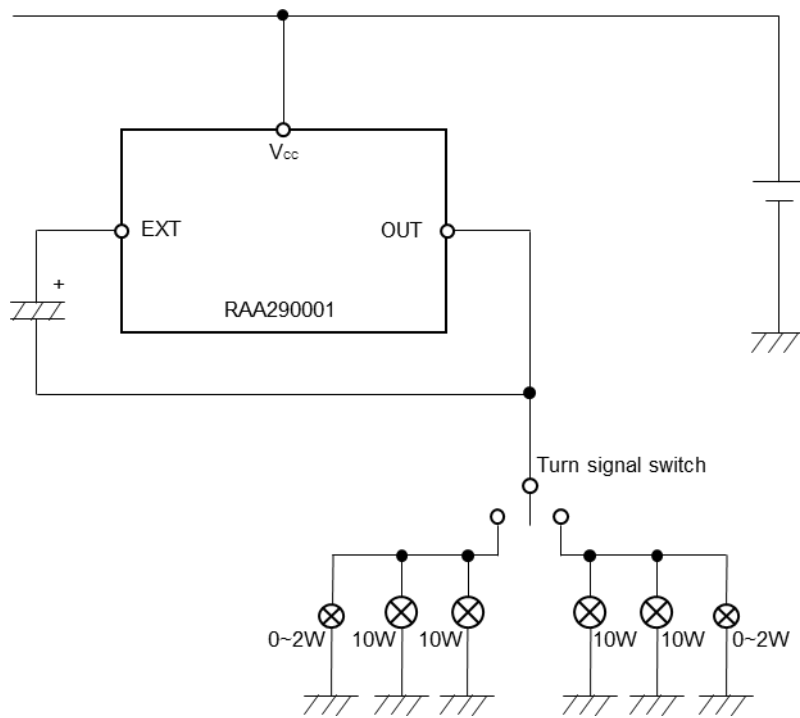 Vcc
EXT
OUT
+
RAA290001
Turn signal switch
0~2W 10W 10W 10W 10W 0~2W